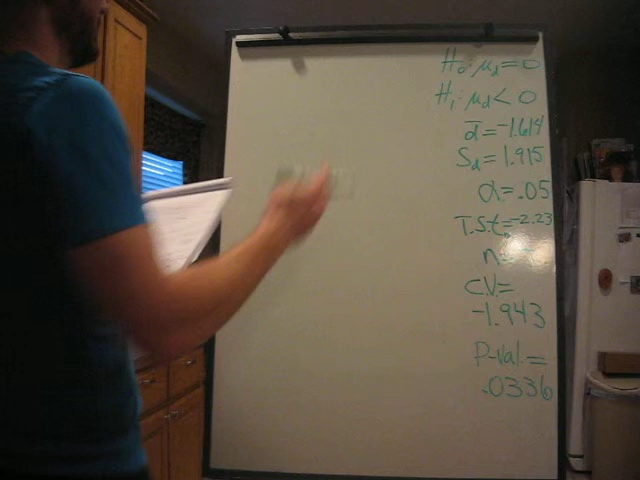 H₀: μd = 0
H₁: μd < 0
d̄ = -1.614
Sd = 1.915
α = .05
T.S. t = -2.23
n =
C.V. =
-1.943
P-val. =
.0336